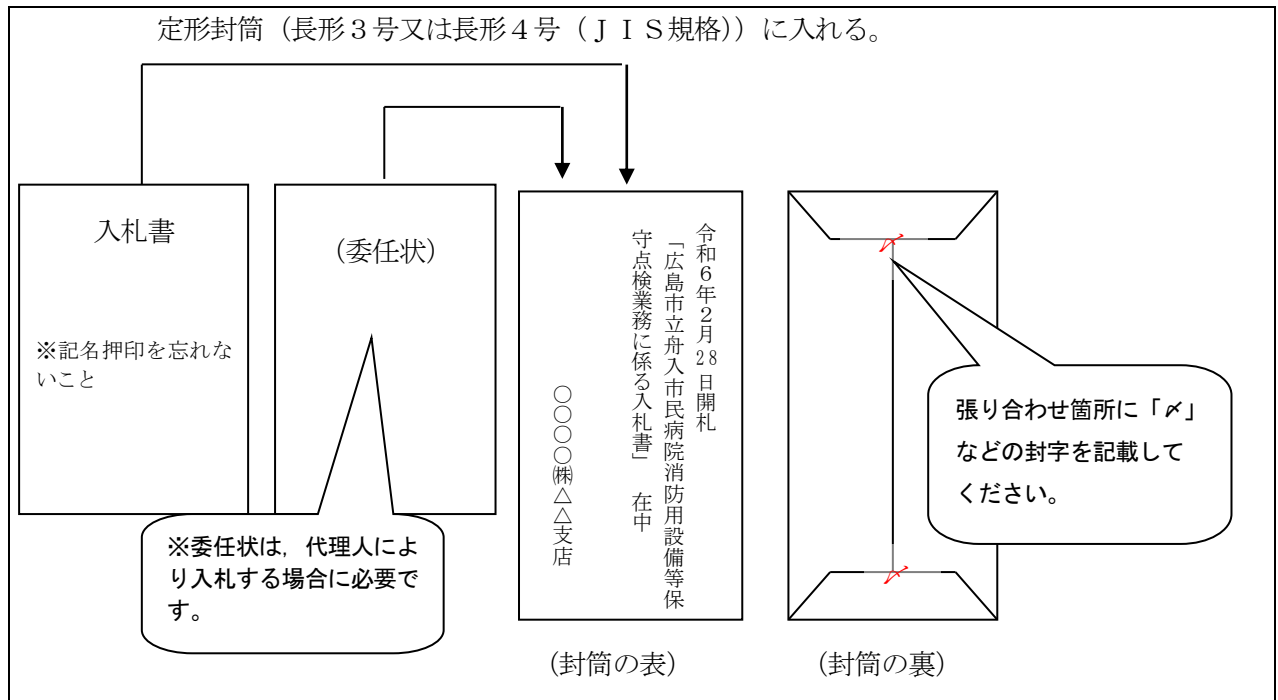 定形封筒（長形３号又は長形４号（ＪＩＳ規格））に入れる。
入札書
※記名押印を忘れな
いこと
（委任状）
※委任状は，代理人によ
り入札する場合に必要で
す。
令和６年２月28日開札
「広島市立舟入市民病院消防用設備等保
守点検業務に係る入札書」　在中
○○○○㈱△△支店
（封筒の表）
〆
〆
張り合わせ箇所に「〆」
などの封字を記載して
ください。
（封筒の裏）